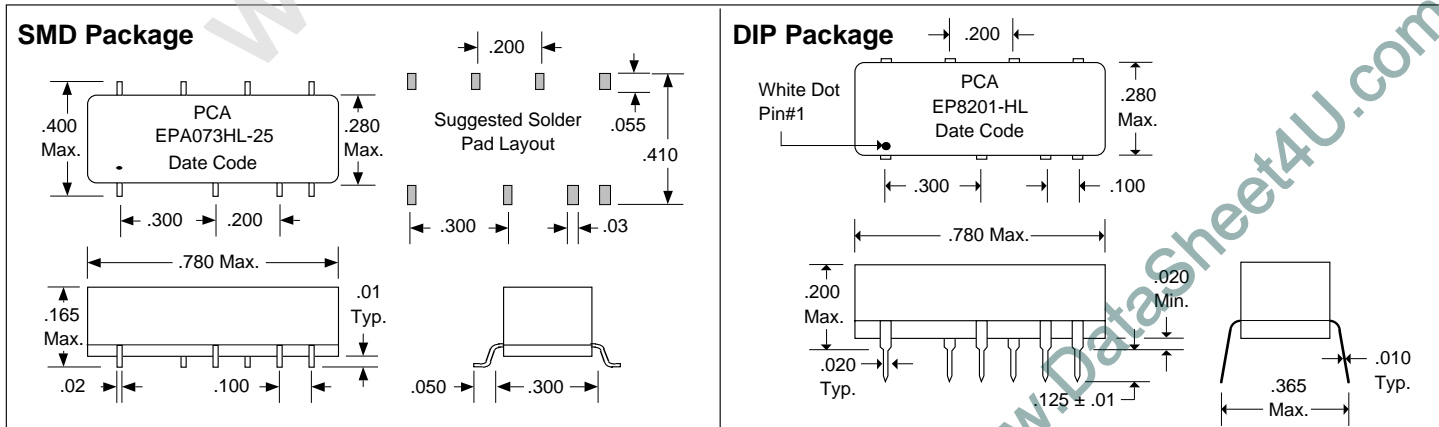 SMD Package
.200
.400
Max.
PCA
EPA073HL-25
Date Code
.280
Max.
Suggested Solder
Pad Layout
.055
.410
.300
.200
.300
.03
.780 Max.
.165
Max.
.01
Typ.
.02
.100
.050
.300
DIP Package
.200
White Dot
Pin#1
PCA
EP8201-HL
Date Code
.280
Max.
.300
.100
.780 Max.
.200
Max.
.020
Min.
.020
Typ.
.125 ± .01
.010
Typ.
.365
Max.
w.DataSheet4U.com